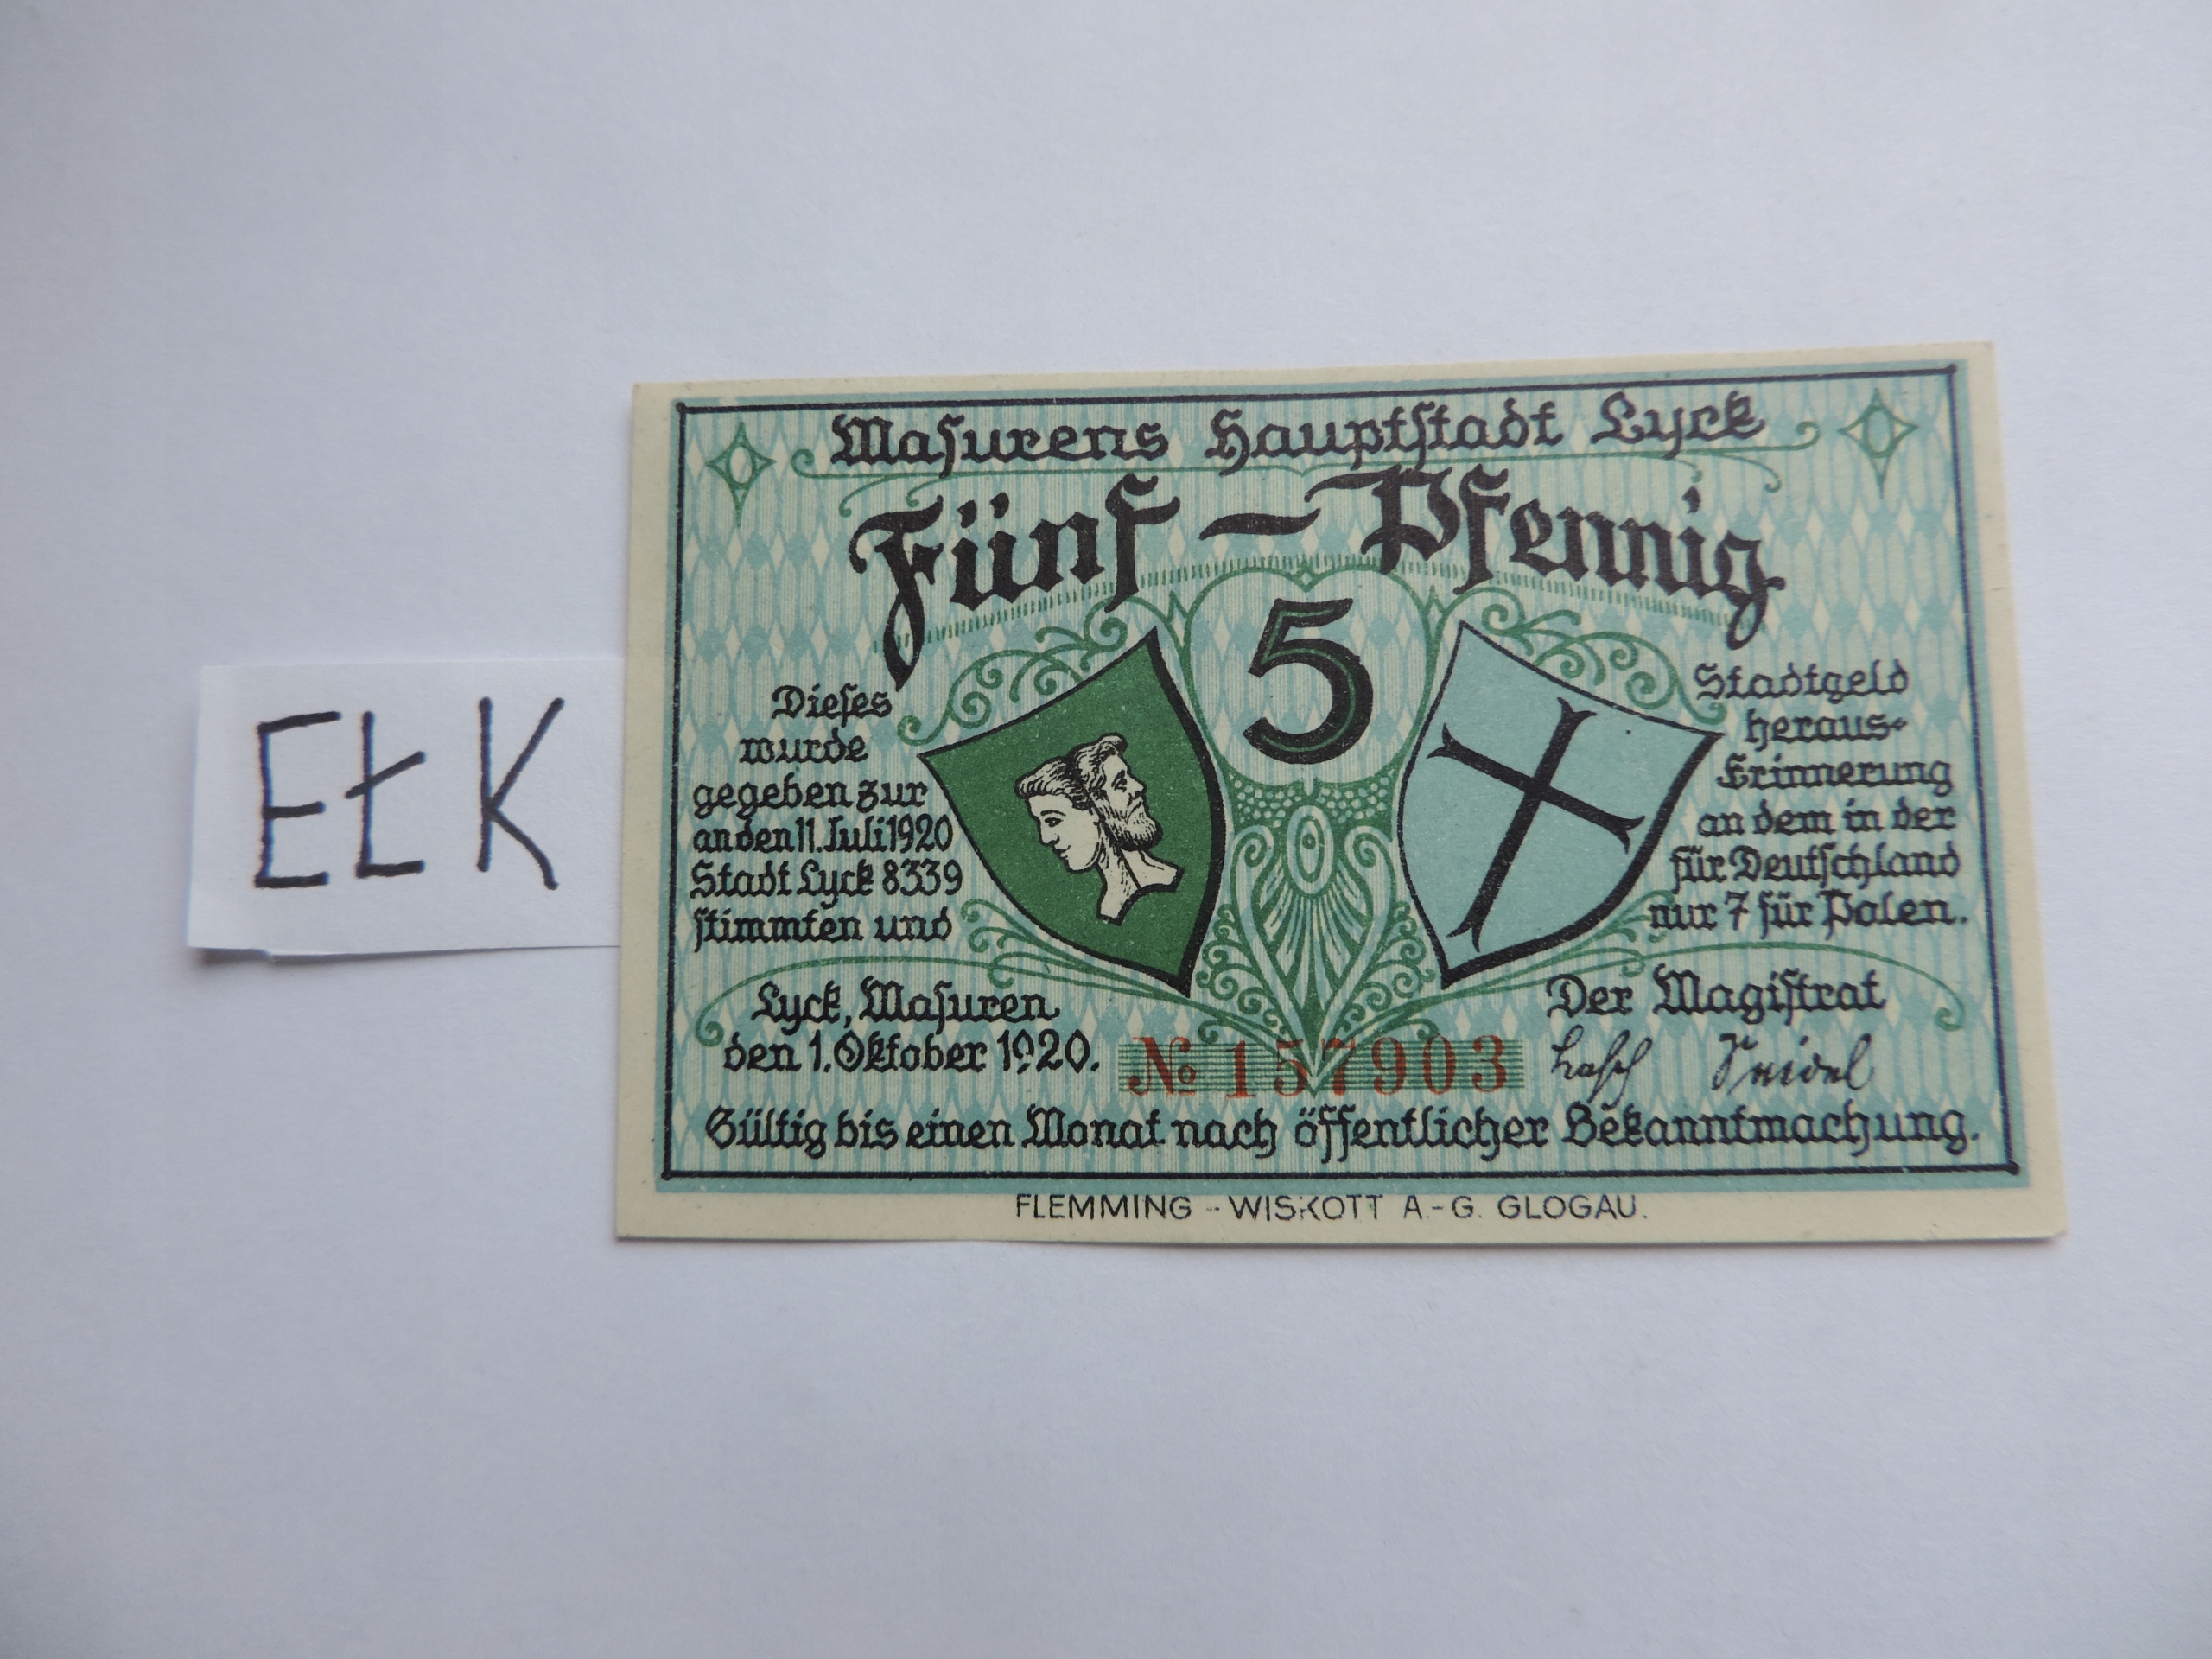 EŁK
Masurens Hauptstadt Lyck
Fünf – Pfennig
5
Dieses Stadtgeld
wurde heraus-
gegeben zur Erinnerung
an den 11. Juli 1920 an dem in der
Stadt Lyck 8339 für Deutschland
stimmten und nur 7 für Polen.
Lyck, Masuren Der Magistrat
den 1. Oktober 1920. № 157903 Seidel
Gültig bis einen Monat nach öffentlicher Bekanntmachung.
FLEMMING - WISKOTT A.-G. GLOGAU.